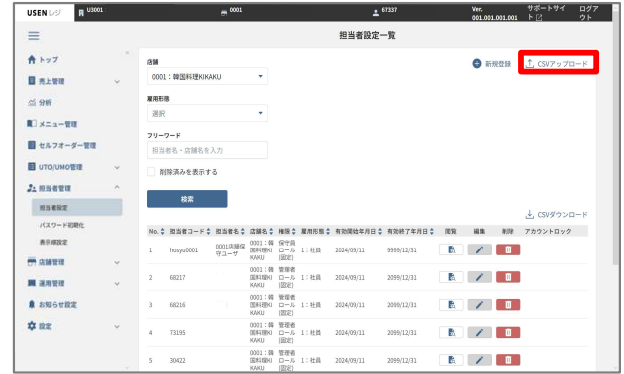 USEN レジ U3001 0001 67337 Ver. 001.001.001.001 サポートサイト ログアウト
担当者設定一覧
トップ
売上管理
分析
メニュー管理
セルフオーダー管理
UTO/UMO管理
担当者管理
担当者設定
パスワード初期化
表示順設定
店舗管理
運用管理
お知らせ設定
設定
店舗
新規登録 CSVアップロード
0001：韓国料理KIKAKU
雇用形態
選択
フリーワード
担当者名・店舗名を入力
削除済みを表示する
検索
CSVダウンロード
No. 担当者コード 担当者名 店舗名 権限 雇用形態 有効開始年月日 有効終了年月日 閲覧 編集 削除 アカウントロック
1 hosyu0001 0001店舗保守ユーザ 0001：韓国料理KIKAKU 保守員ロール(固定) 1：社員 2024/09/11 9999/12/31
2 68217 0001：韓国料理KIKAKU 管理者ロール(固定) 1：社員 2024/09/11 2099/12/31
3 68216 0001：韓国料理KIKAKU 管理者ロール(固定) 1：社員 2024/09/11 2099/12/31
4 73195 0001：韓国料理KIKAKU 管理者ロール(固定) 1：社員 2024/09/11 2099/12/31
5 30422 0001：韓国料理KIKAKU 管理者ロール(固定) 1：社員 2024/09/11 2099/12/31